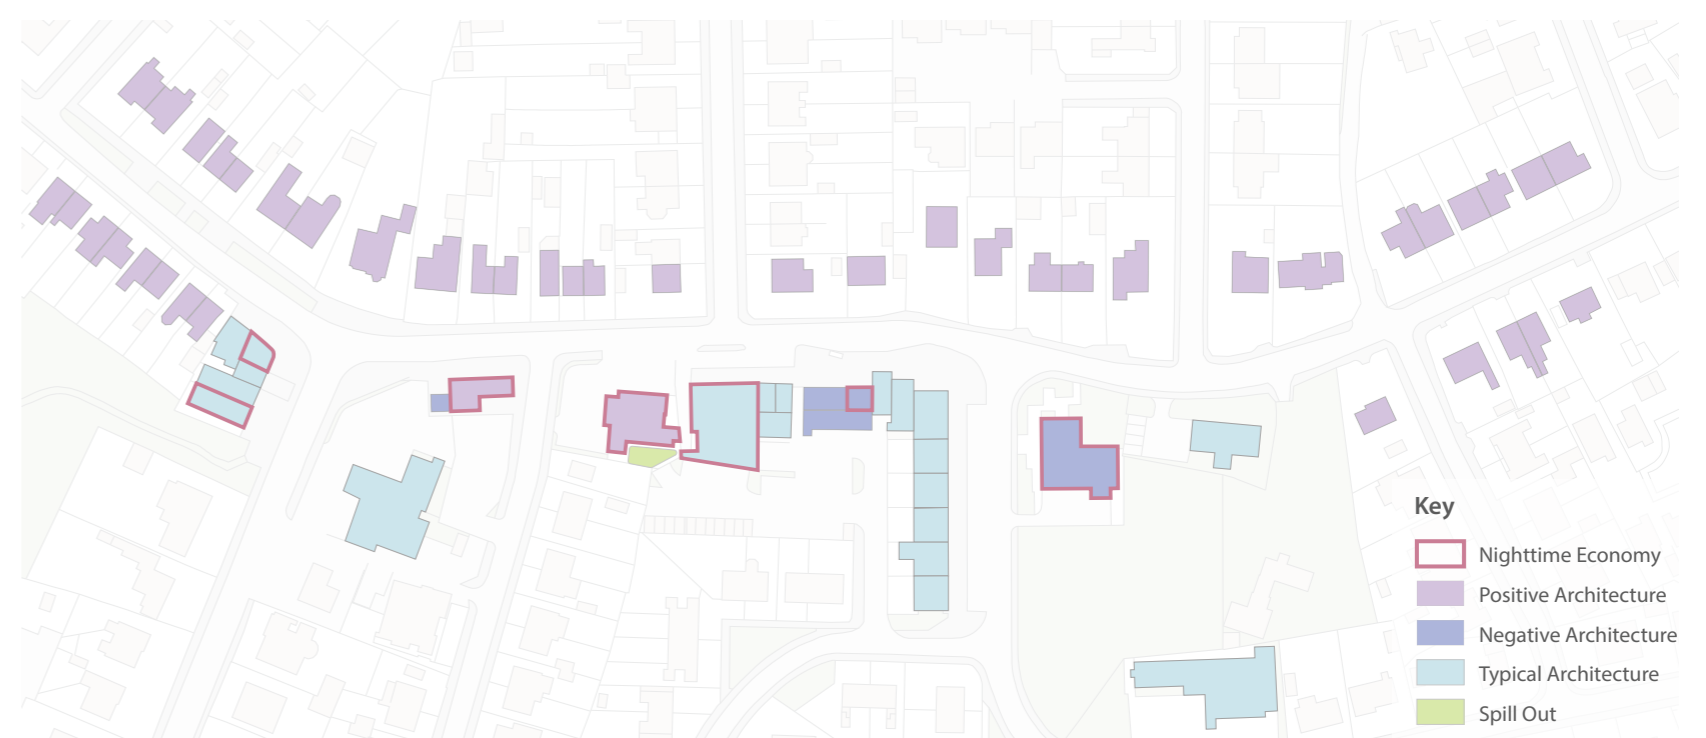 Key
Nighttime Economy
Positive Architecture
Negative Architecture
Typical Architecture
Spill Out